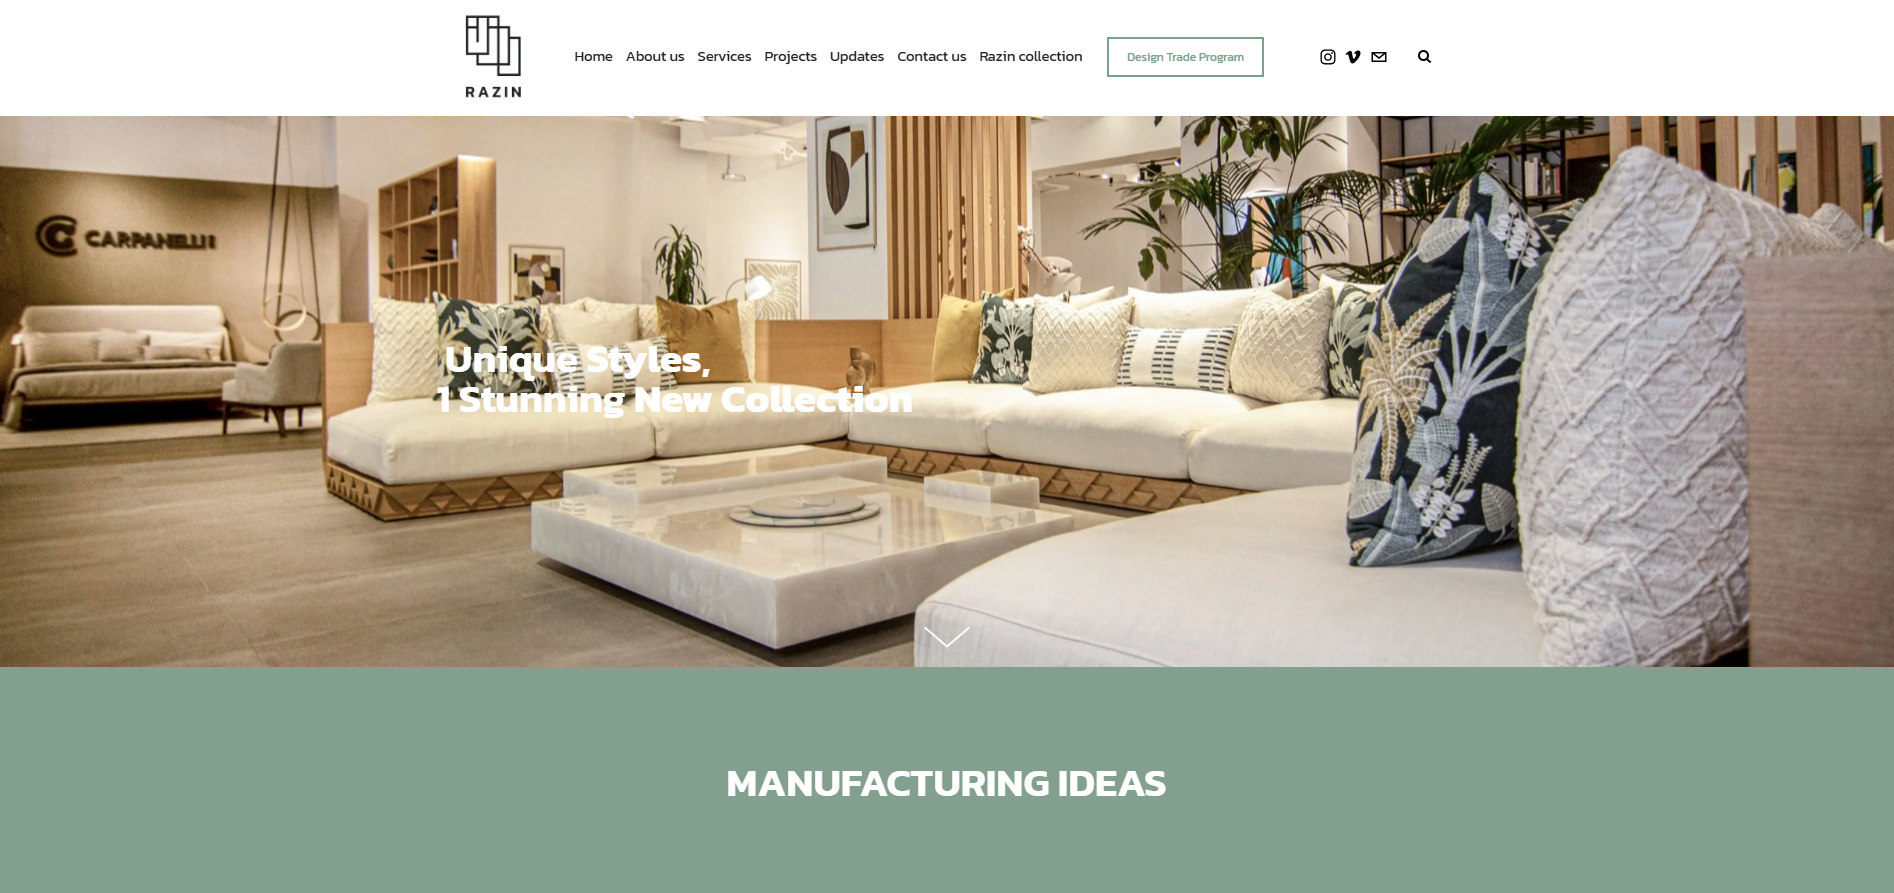 RAZIN
Home About us Services Projects Updates Contact us Razin collection Design Trade Program
CARPANELLI
Unique Styles,
1 Stunning New Collection
MANUFACTURING IDEAS